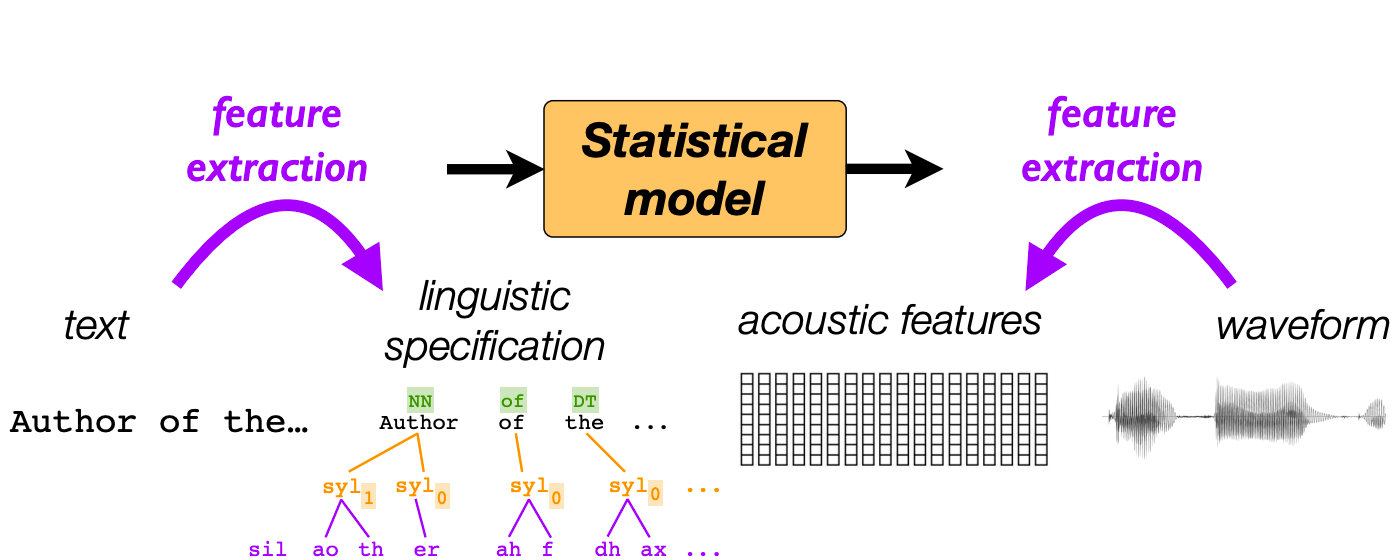 feature
extraction
Statistical
model
feature
extraction
text
linguistic
specification
acoustic features
waveform
Author of the…
NN of DT
Author of the ...
syl1 syl0 syl0 syl0 ...
sil ao th er ah f dh ax ...